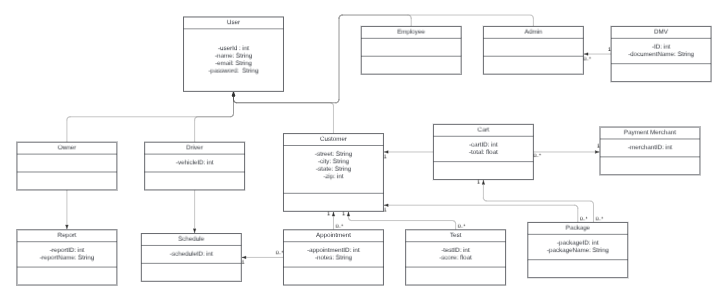 User
-userId : int
-name: String
-email: String
-password: String
Employee
Admin
DMV
-ID: int
-documentName: String
1
0..*
Owner
Driver
-vehicleID: int
Customer
-street: String
-city: String
-state: String
-zip: int
1
Cart
-cartID: int
-total: float
0..*
1
Payment Merchant
-merchantID: int
1
1
1
1
0..*
0..*
0..*
0..*
Report
-reportID: int
-reportName: String
Schedule
-scheduleID: int
1
0..*
Appointment
-appointmentID: int
-notes: String
Test
-testID: int
-score: float
Package
-packageID: int
-packageName: String